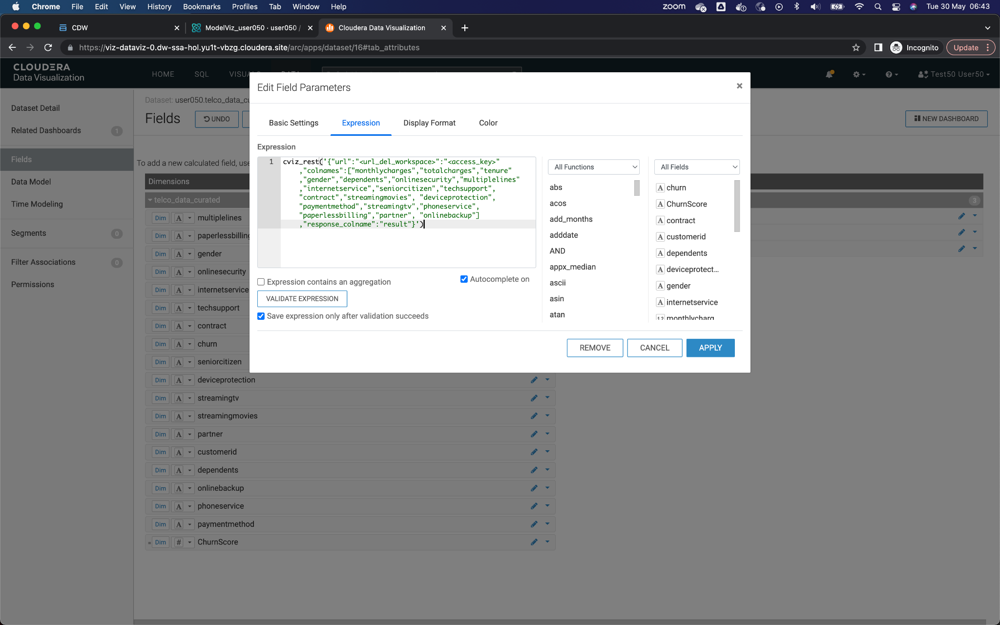 Chrome File Edit View History Bookmarks Profiles Tab Window Help zoom Tue 30 May 06:43
CDW
ModelViz_user050 · user050 /
Cloudera Data Visualization
https://viz-dataviz-0.dw-ssa-hol.yu1t-vbzg.cloudera.site/arc/apps/dataset/16#tab_attributes
Incognito
Update
CLOUDERA
Data Visualization
HOME
SQL
Test50 User50
Dataset Detail
Related Dashboards 1
Fields
Data Model
Time Modeling
Segments 0
Filter Associations 0
Permissions
Dataset: user050.telco_data_cu
Fields
UNDO
NEW DASHBOARD
To add a new calculated field, use
Dimensions
telco_data_curated
3
Dim A multiplelines
Dim A paperlessbilling
Dim A gender
Dim A onlinesecurity
Dim A internetservice
Dim A techsupport
Dim A contract
Dim A churn
Dim A seniorcitizen
Dim A deviceprotection
Dim A streamingtv
Dim A streamingmovies
Dim A partner
Dim A customerid
Dim A dependents
Dim A onlinebackup
Dim A phoneservice
Dim A paymentmethod
= Dim # ChurnScore
Edit Field Parameters
×
Basic Settings
Expression
Display Format
Color
Expression
1 cviz_rest('{"url":"<url_del_workspace>":"<access_key>"
,"colnames":["monthlycharges","totalcharges","tenure"
,"gender","dependents","onlinesecurity","multiplelines"
,"internetservice","seniorcitizen","techsupport",
"contract","streamingmovies", "deviceprotection",
"paymentmethod","streamingtv","phoneservice",
"paperlessbilling","partner", "onlinebackup"]
,"response_colname":"result"}')
Expression contains an aggregation
Autocomplete on
VALIDATE EXPRESSION
Save expression only after validation succeeds
All Functions
abs
acos
add_months
adddate
AND
appx_median
ascii
asin
atan
All Fields
A churn
A ChurnScore
A contract
A customerid
A dependents
A deviceprotect...
A gender
A internetservice
1.2 monthlycharg
REMOVE
CANCEL
APPLY